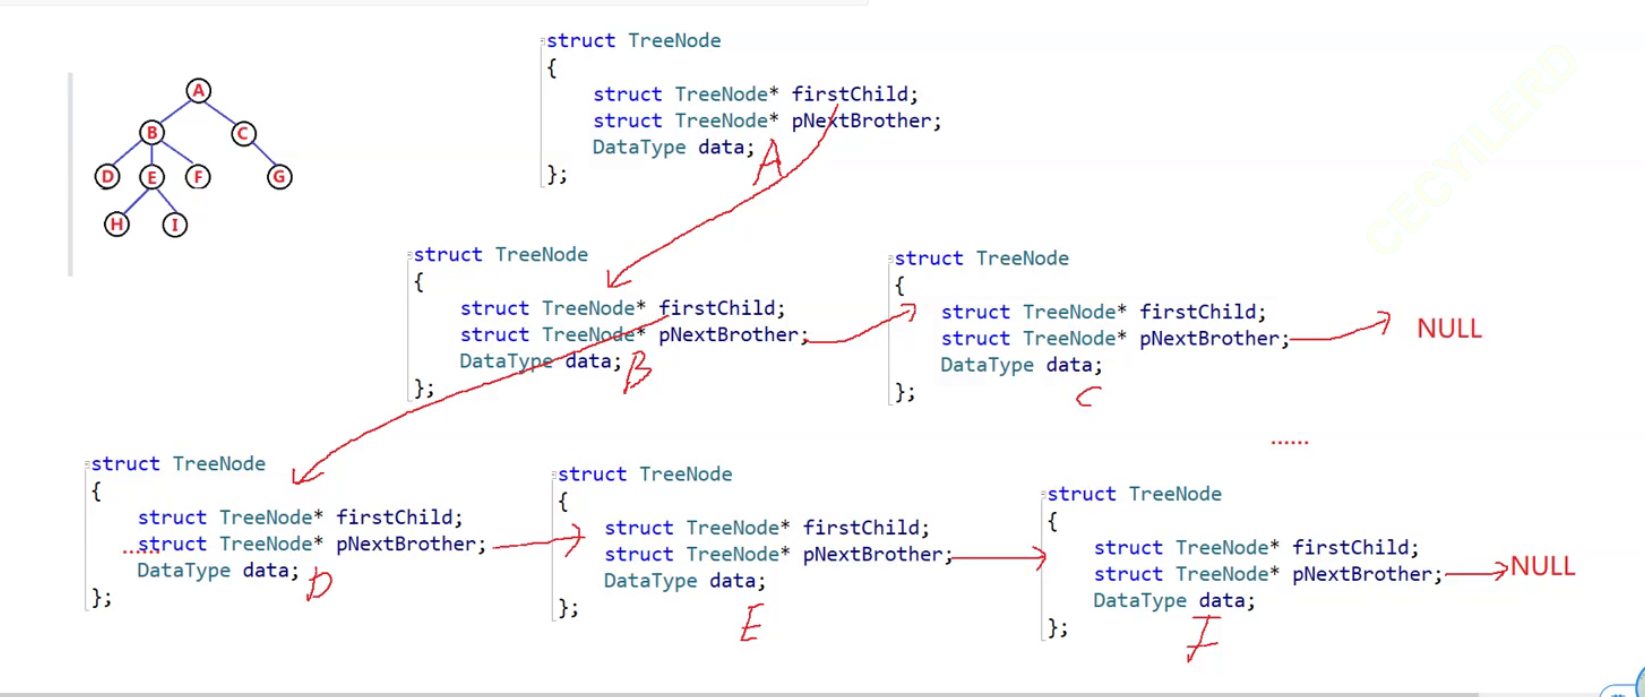 struct TreeNode
{
struct TreeNode* firstChild;
struct TreeNode* pNextBrother;
DataType data;
};
A
A
B C
D E F G
H I
struct TreeNode
{
struct TreeNode* firstChild;
struct TreeNode* pNextBrother;
DataType data;
};
B
struct TreeNode
{
struct TreeNode* firstChild;
struct TreeNode* pNextBrother;
DataType data;
};
C
NULL
......
struct TreeNode
{
struct TreeNode* firstChild;
......struct TreeNode* pNextBrother;
DataType data;
};
D
struct TreeNode
{
struct TreeNode* firstChild;
struct TreeNode* pNextBrother;
DataType data;
};
E
struct TreeNode
{
struct TreeNode* firstChild;
struct TreeNode* pNextBrother;
DataType data;
};
F
NULL
CECYILERD